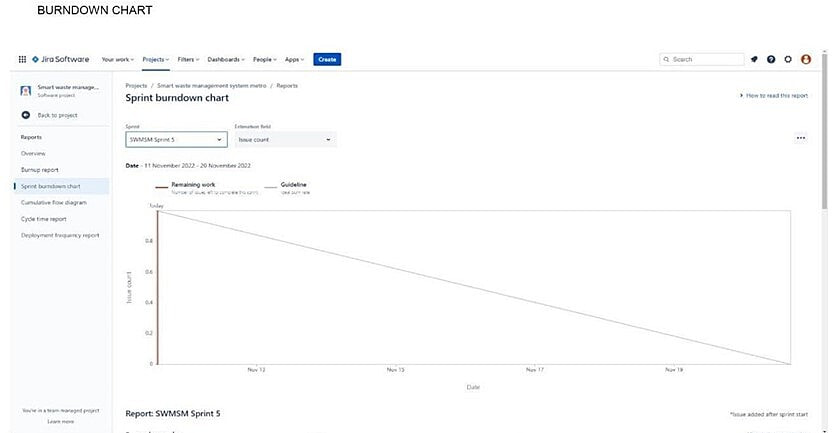 BURNDOWN CHART
Jira Software Your work Projects Filters Dashboards People Apps Create Search
Smart waste manage...
Software project
Back to project
Reports
Overview
Burnup report
Sprint burndown chart
Cumulative flow diagram
Cycle time report
Deployment frequency report
You're in a team-managed project
Learn more
Projects / Smart waste management system metro / Reports
Sprint burndown chart
How to read this report
Sprint
Estimation field
SWMSM Sprint 5
Issue count
Date - 11 November 2022 - 20 November 2022
Remaining work
Guideline
Today
0.8
0.6
0.4
0.2
0
Issue count
Nov 13
Nov 15
Nov 17
Nov 19
Date
Report: SWMSM Sprint 5
*Issue added after sprint start